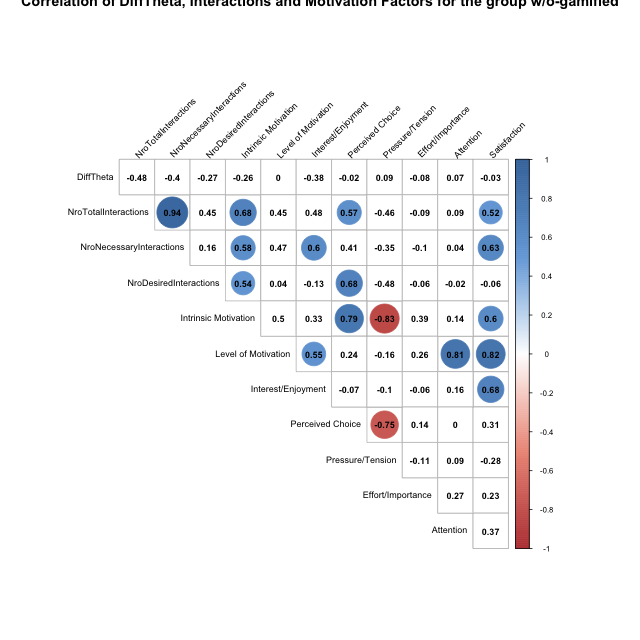 Correlation of DiffTheta, Interactions and Motivation Factors for the group w/o-gamified
NroTotalInteractions
NroNecessaryInteractions
NroDesiredInteractions
Intrinsic Motivation
Level of Motivation
Interest/Enjoyment
Perceived Choice
Pressure/Tension
Effort/Importance
Attention
Satisfaction
DiffTheta -0.48 -0.4 -0.27 -0.26 0 -0.38 -0.02 0.09 -0.08 0.07 -0.03
NroTotalInteractions 0.94 0.45 0.68 0.45 0.48 0.57 -0.46 -0.09 0.09 0.52
NroNecessaryInteractions 0.16 0.58 0.47 0.6 0.41 -0.35 -0.1 0.04 0.63
NroDesiredInteractions 0.54 0.04 -0.13 0.68 -0.48 -0.06 -0.02 -0.06
Intrinsic Motivation 0.5 0.33 0.79 -0.83 0.39 0.14 0.6
Level of Motivation 0.55 0.24 -0.16 0.26 0.81 0.82
Interest/Enjoyment -0.07 -0.1 -0.06 0.16 0.68
Perceived Choice -0.75 0.14 0 0.31
Pressure/Tension -0.11 0.09 -0.28
Effort/Importance 0.27 0.23
Attention 0.37
1
0.8
0.6
0.4
0.2
0
-0.2
-0.4
-0.6
-0.8
-1